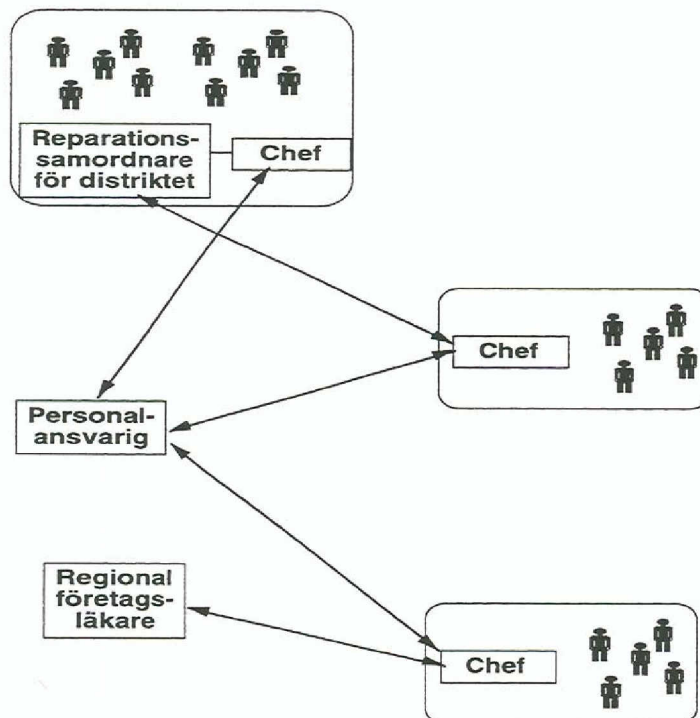 Reparations-
samordnare
för distriktet
Chef
Chef
Personal-
ansvarig
Regional
företags-
läkare
Chef